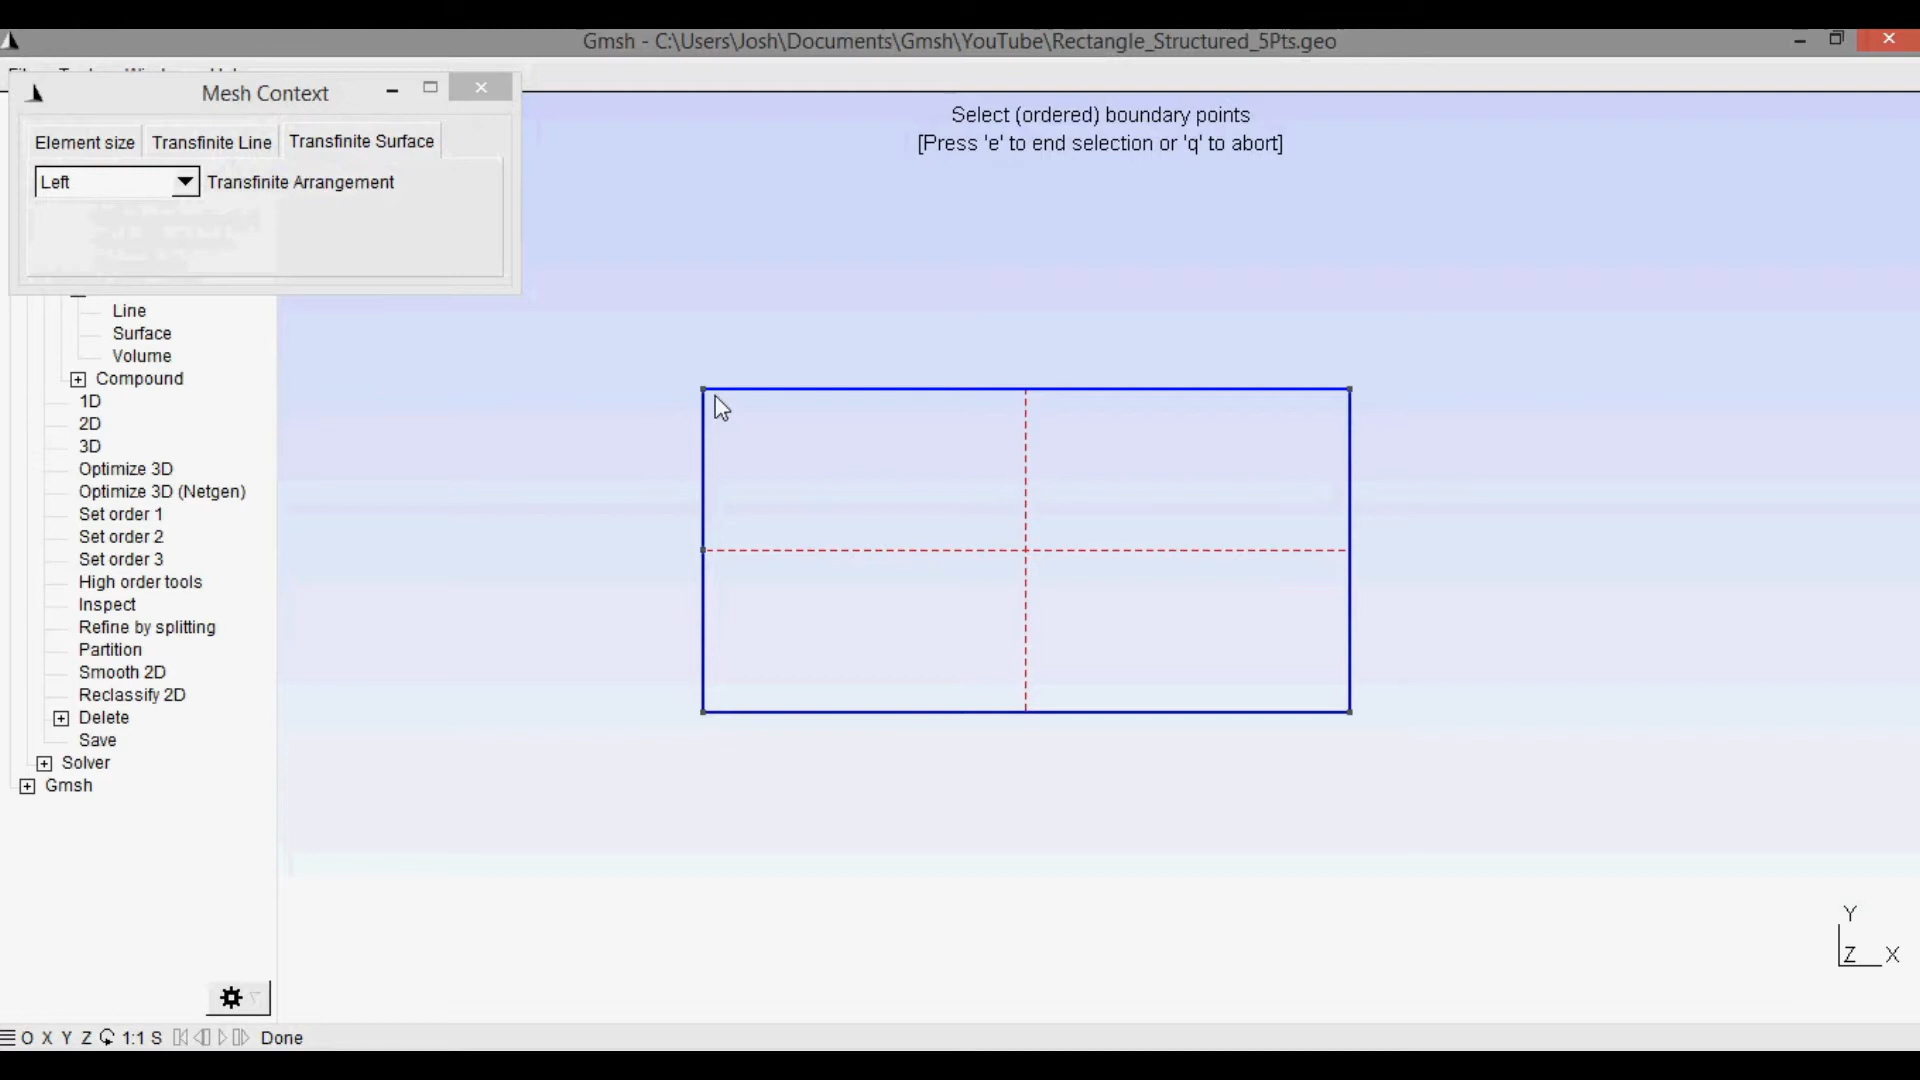 Gmsh - C:\Users\Josh\Documents\Gmsh\YouTube\Rectangle_Structured_5Pts.geo
Mesh Context
Element size
Transfinite Line
Transfinite Surface
Left
Transfinite Arrangement
Select (ordered) boundary points
[Press 'e' to end selection or 'q' to abort]
Line
Surface
Volume
Compound
1D
2D
3D
Optimize 3D
Optimize 3D (Netgen)
Set order 1
Set order 2
Set order 3
High order tools
Inspect
Refine by splitting
Partition
Smooth 2D
Reclassify 2D
Delete
Save
Solver
Gmsh
Y
Z X
O X Y Z 1:1 S Done